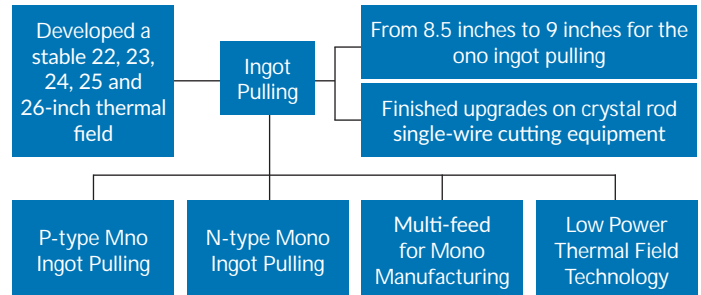 Developed a
stable 22, 23,
24, 25 and
26-inch thermal
field
Ingot
Pulling
From 8.5 inches to 9 inches for the
ono ingot pulling
Finished upgrades on crystal rod
single-wire cutting equipment
P-type Mno
Ingot Pulling
N-type Mono
Ingot Pulling
Multi-feed
for Mono
Manufacturing
Low Power
Thermal Field
Technology